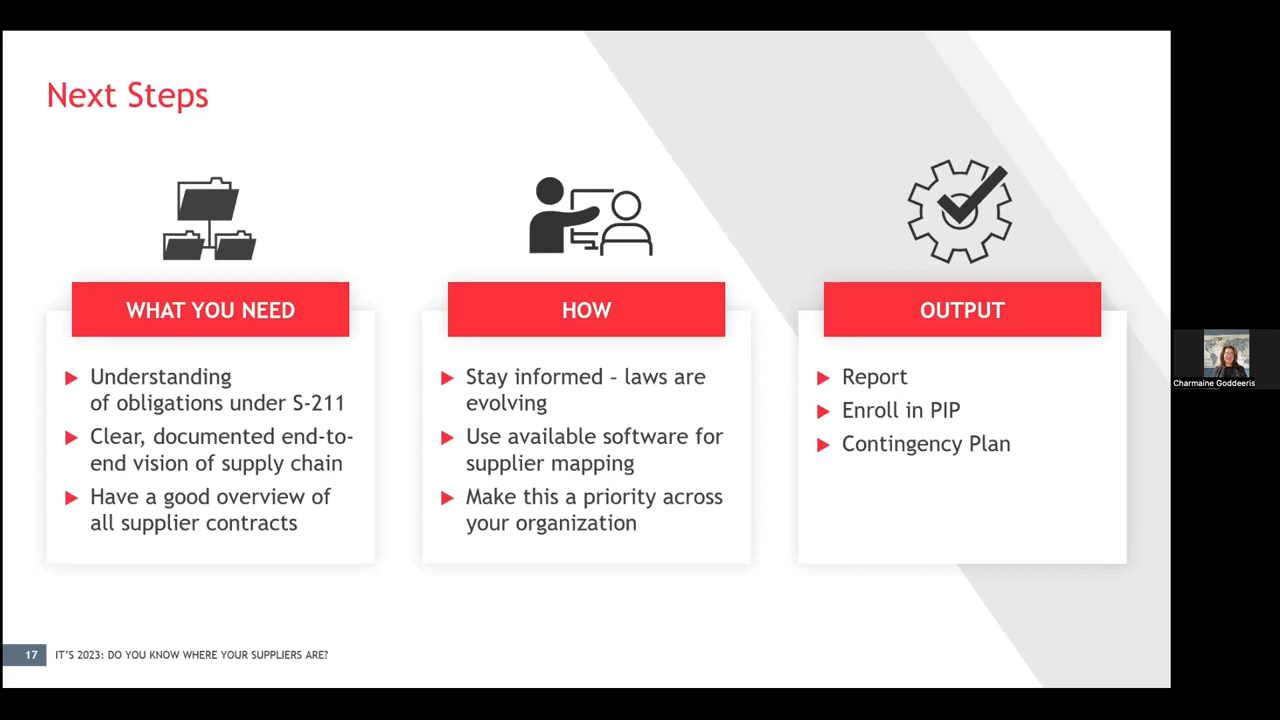 Next Steps
WHAT YOU NEED
Understanding
of obligations under S-211
Clear, documented end-to-
end vision of supply chain
Have a good overview of
all supplier contracts
HOW
Stay informed – laws are
evolving
Use available software for
supplier mapping
Make this a priority across
your organization
OUTPUT
Report
Enroll in PIP
Contingency Plan
Charmaine Goddeeris
17
IT'S 2023: DO YOU KNOW WHERE YOUR SUPPLIERS ARE?